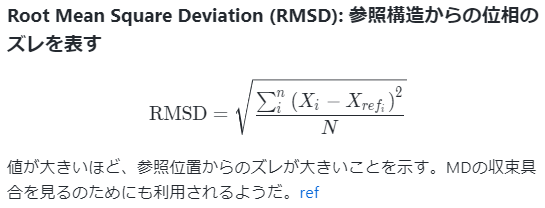 Root Mean Square Deviation (RMSD): 参照構造からの位相の
ズレを表す
RMSD = \sqrt{\frac{\sum_{i}^{n} (X_i - X_{ref_i})^2}{N}}
値が大きいほど、参照位置からのズレが大きいことを示す。MDの収束具
合を見るのためにも利用されるようだ。ref